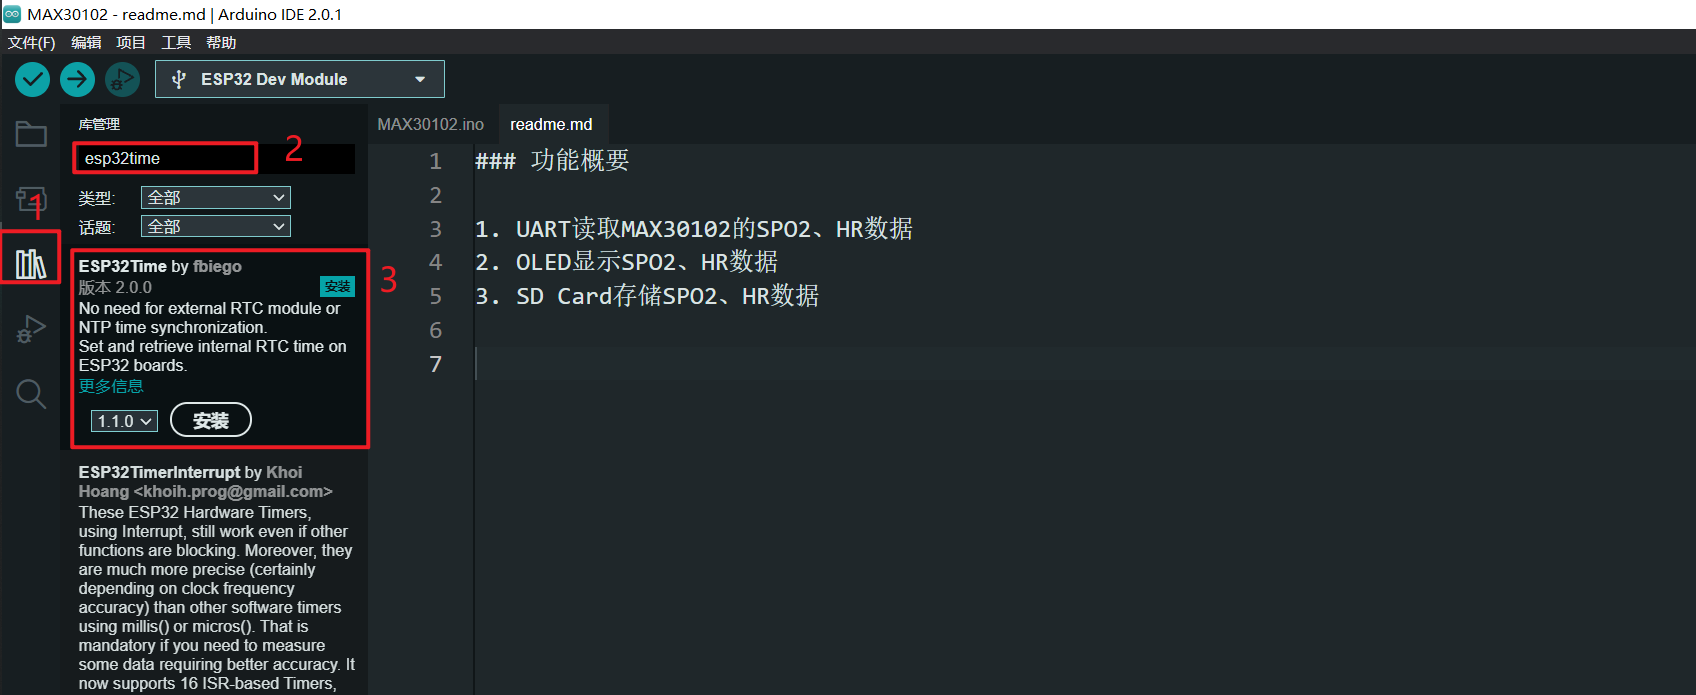 MAX30102 - readme.md | Arduino IDE 2.0.1
文件(F) 编辑 项目 工具 帮助
ESP32 Dev Module
库管理
esp32time
2
类型: 全部
话题: 全部
1
ESP32Time by fbiego
版本 2.0.0
安装
No need for external RTC module or
NTP time synchronization.
Set and retrieve internal RTC time on
ESP32 boards.
更多信息
1.1.0 安装
3
ESP32TimerInterrupt by Khoi
Hoang <khoih.prog@gmail.com>
These ESP32 Hardware Timers,
using Interrupt, still work even if other
functions are blocking. Moreover, they
are much more precise (certainly
depending on clock frequency
accuracy) than other software timers
using millis() or micros(). That is
mandatory if you need to measure
some data requiring better accuracy. It
now supports 16 ISR-based Timers,
MAX30102.ino readme.md
1 ### 功能概要
2
3 1. UART读取MAX30102的SPO2、HR数据
4 2. OLED显示SPO2、HR数据
5 3. SD Card存储SPO2、HR数据
6
7